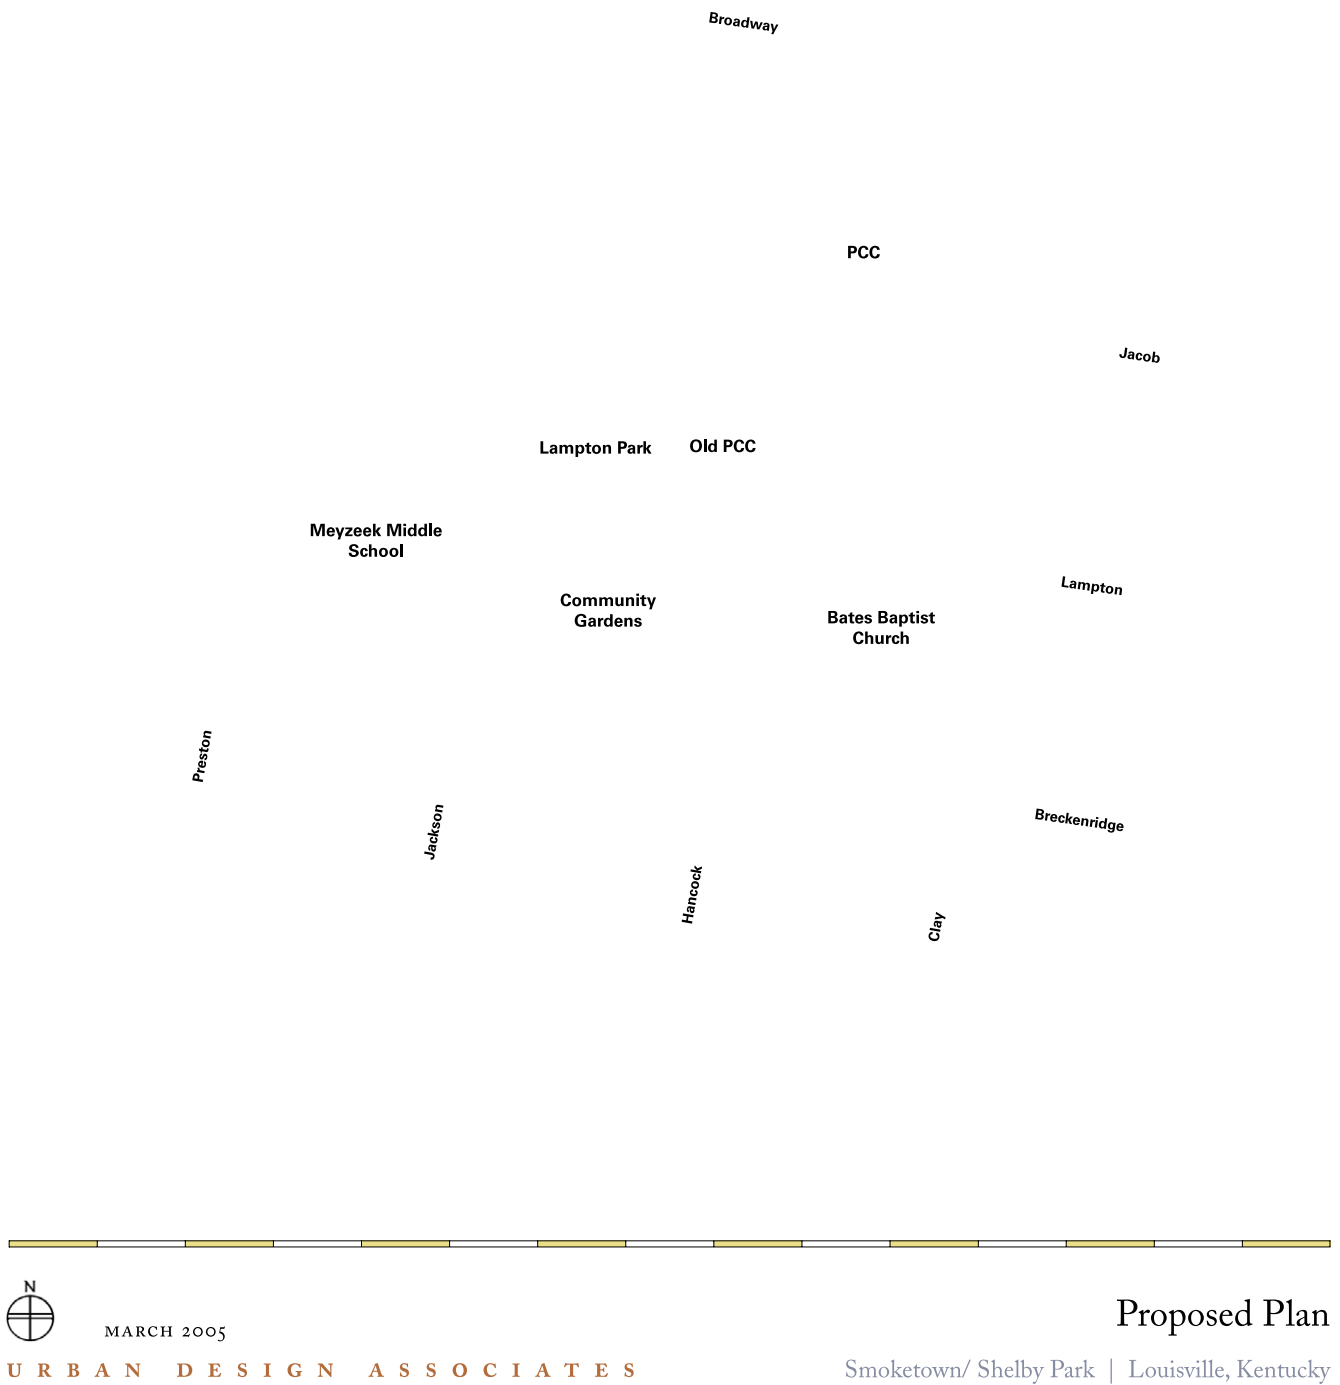 Broadway
PCC
Jacob
Lampton Park
Old PCC
Meyzeek Middle
School
Lampton
Community
Gardens
Bates Baptist
Church
Preston
Jackson
Breckenridge
Hancock
Clay
N
MARCH 2005
Proposed Plan
URBAN DESIGN ASSOCIATES
Smoketown/ Shelby Park | Louisville, Kentucky